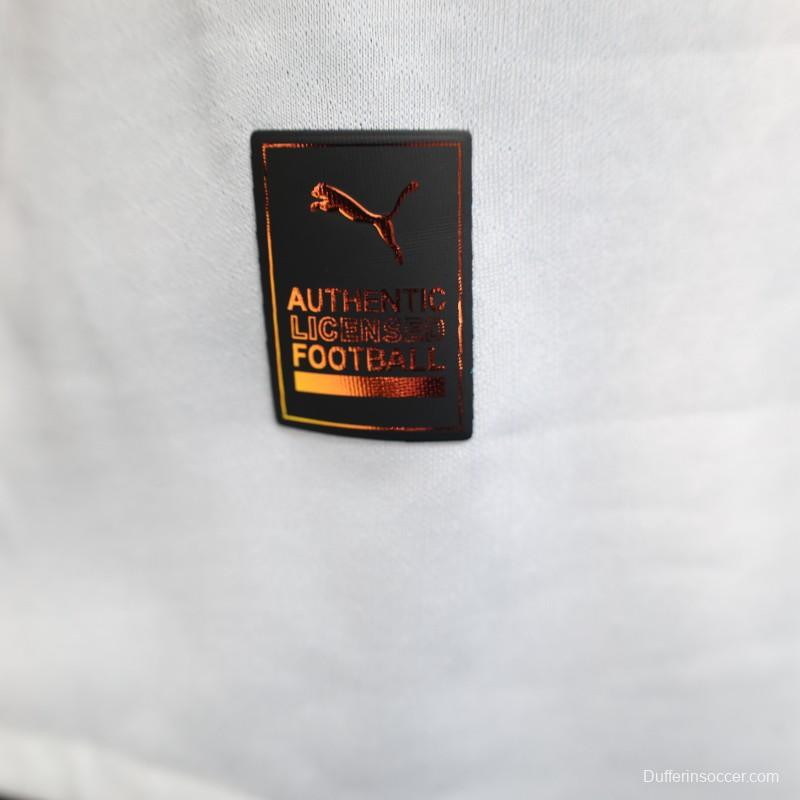 AUTHENTIC
LICENSED
FOOTBALL
Dufferinsoccer.com